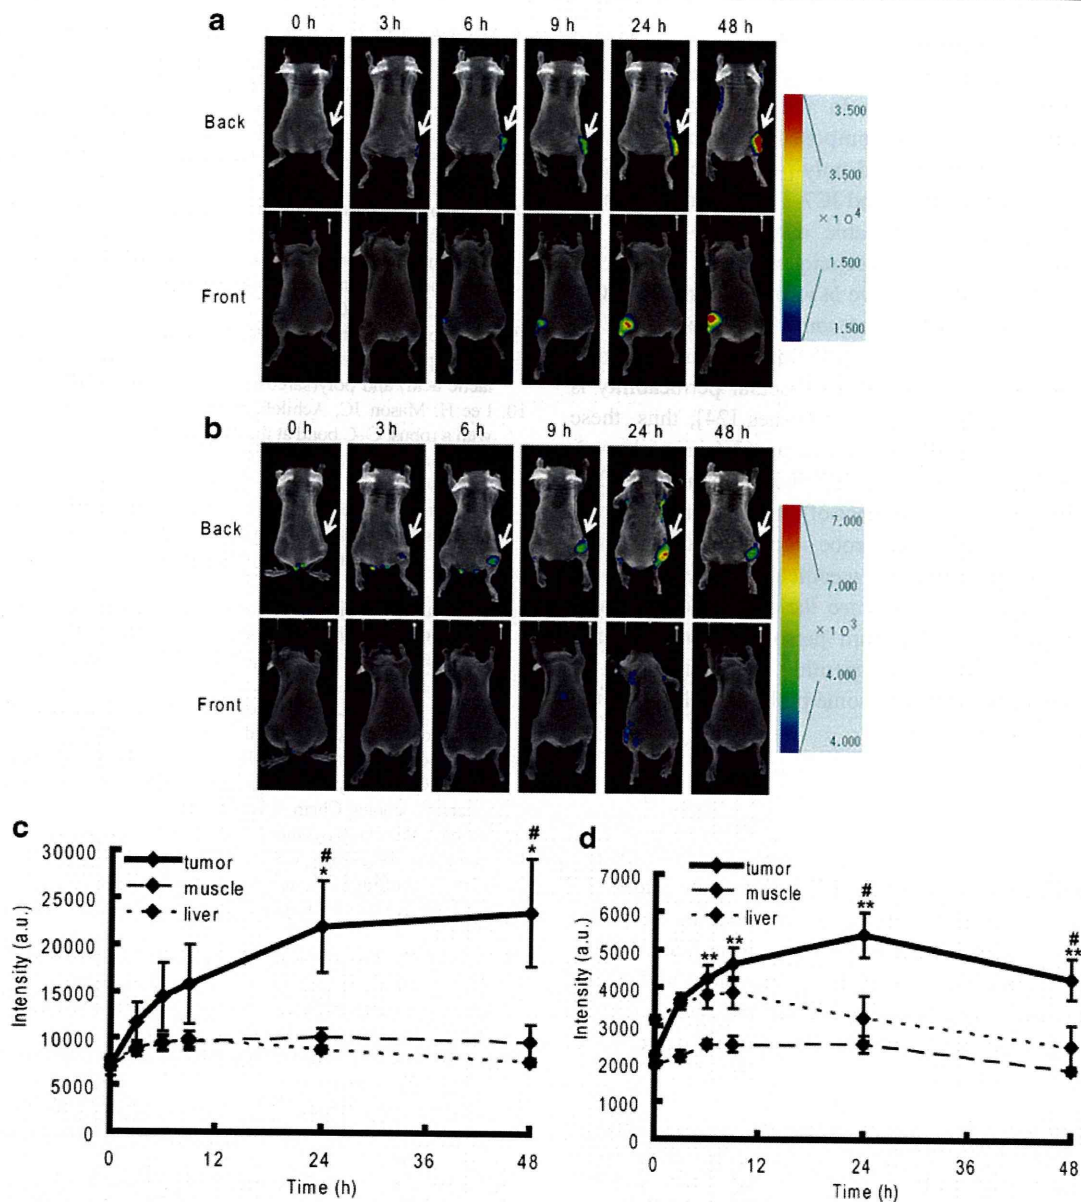 a
0 h 3 h 6 h 9 h 24 h 48 h
Back
Front
3.500
3.500
×10⁴
1.500
1.500
b
0 h 3 h 6 h 9 h 24 h 48 h
Back
Front
7.000
7.000
×10³
4.000
4.000
c
30000
25000
20000
15000
10000
5000
0
Intensity (a.u.)
tumor
muscle
liver
#
*
#
*
0 12 24 36 48
Time (h)
d
7000
6000
5000
4000
3000
2000
1000
0
Intensity (a.u.)
tumor
muscle
liver
**
**
#
**
#
**
0 12 24 36 48
Time (h)